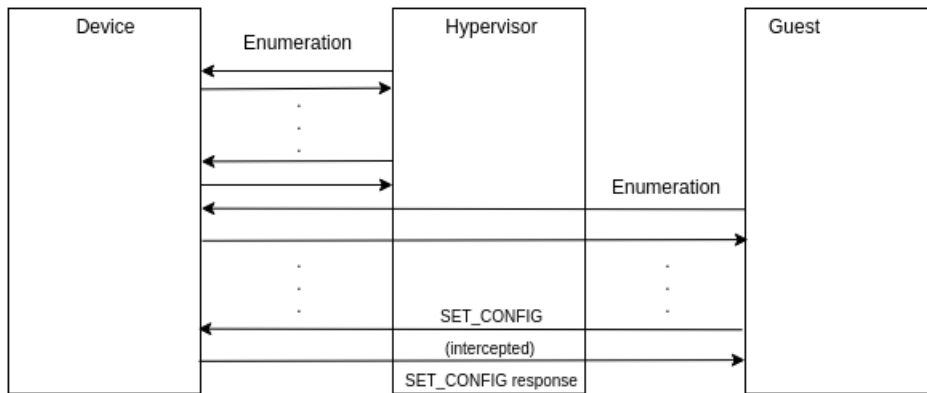 Device
Hypervisor
Guest
Enumeration
Enumeration
SET_CONFIG
(intercepted)
SET_CONFIG response